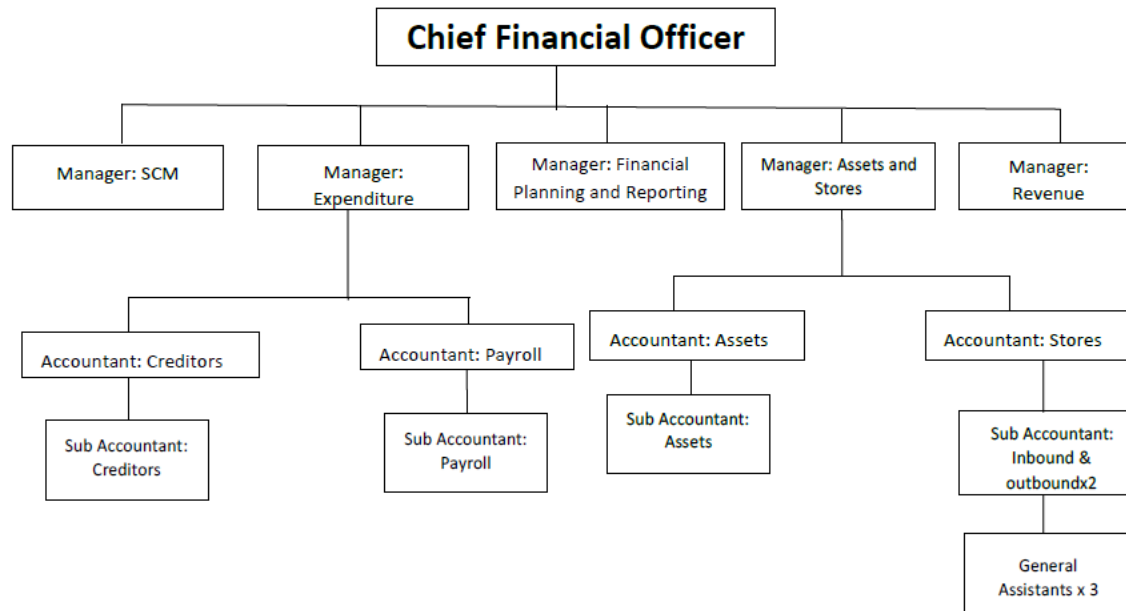 Chief Financial Officer
Manager: SCM
Manager:
Expenditure
Manager: Financial
Planning and Reporting
Manager: Assets and
Stores
Manager:
Revenue
Accountant: Creditors
Accountant: Payroll
Accountant: Assets
Accountant: Stores
Sub Accountant:
Creditors
Sub Accountant:
Payroll
Sub Accountant:
Assets
Sub Accountant:
Inbound &
outboundx2
General
Assistants x 3